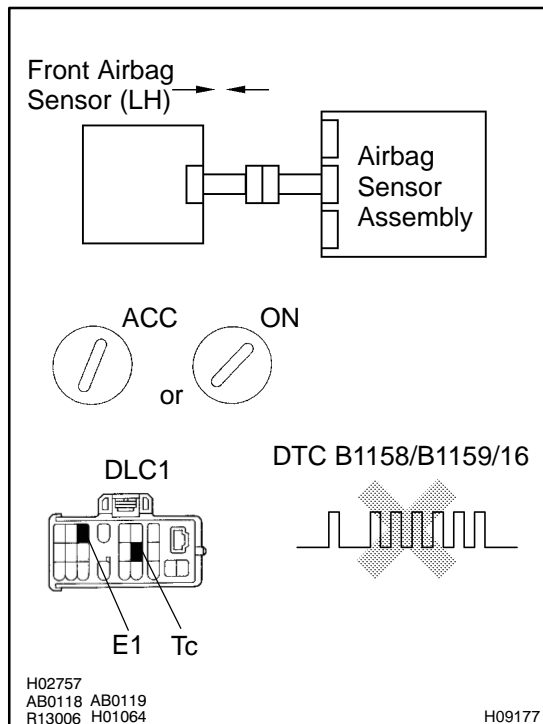 Front Airbag
Sensor (LH)
Airbag
Sensor
Assembly
ACC
ON
or
DLC1
DTC B1158/B1159/16
E1
Tc
H02757
AB0118 AB0119
R13006 H01064
H09177